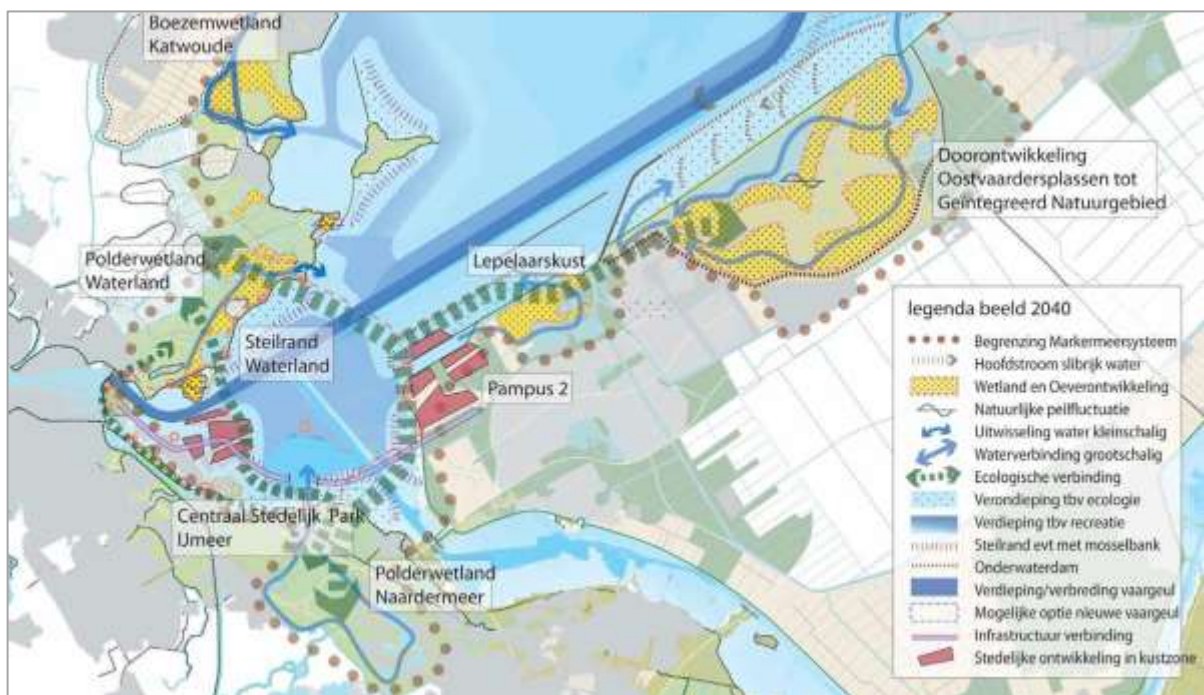 Boezemwetland
Katwoude
Doorontwikkeling
Oostvaardersplassen tot
Geïntegreerd Natuurgebied
Polderwetland
Waterland
Lepelaarskust
Steilrand
Waterland
Pampus 2
Centraal Stedelijk Park
IJmeer
Polderwetland
Naardermeer
legenda beeld 2040
Begrenzing Markermeersysteem
Hoofdstroom slibrijk water
Wetland en Oeverontwikkeling
Natuurlijke peilfluctuatie
Uitwisseling water kleinschalig
Waterverbinding grootschalig
Ecologische verbinding
Verondieping tbv ecologie
Verdieping tbv recreatie
Steilrand evt met mosselbank
Onderwaterdam
Verdieping/verbreding vaargeul
Mogelijke optie nieuwe vaargeul
Infrastructuur verbinding
Stedelijke ontwikkeling in kustzone